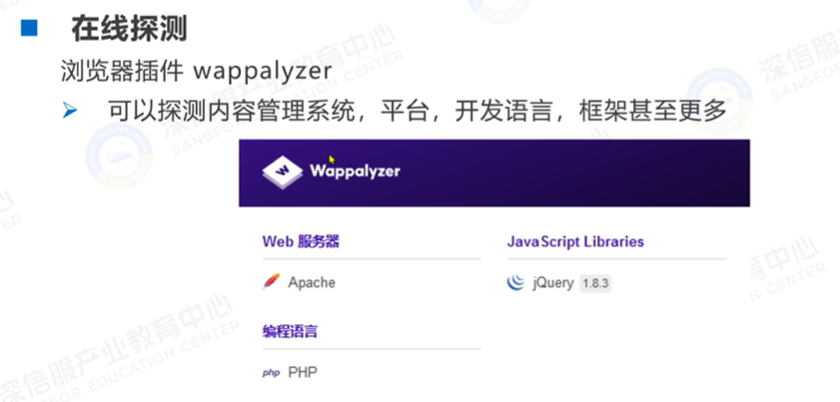 在线探测
浏览器插件 wappalyzer
可以探测内容管理系统，平台，开发语言，框架甚至更多
Wappalyzer
Web 服务器
JavaScript Libraries
Apache
jQuery 1.8.3
编程语言
php PHP
深信服产业教育中心
SANGFOR EDUCATION CENTER